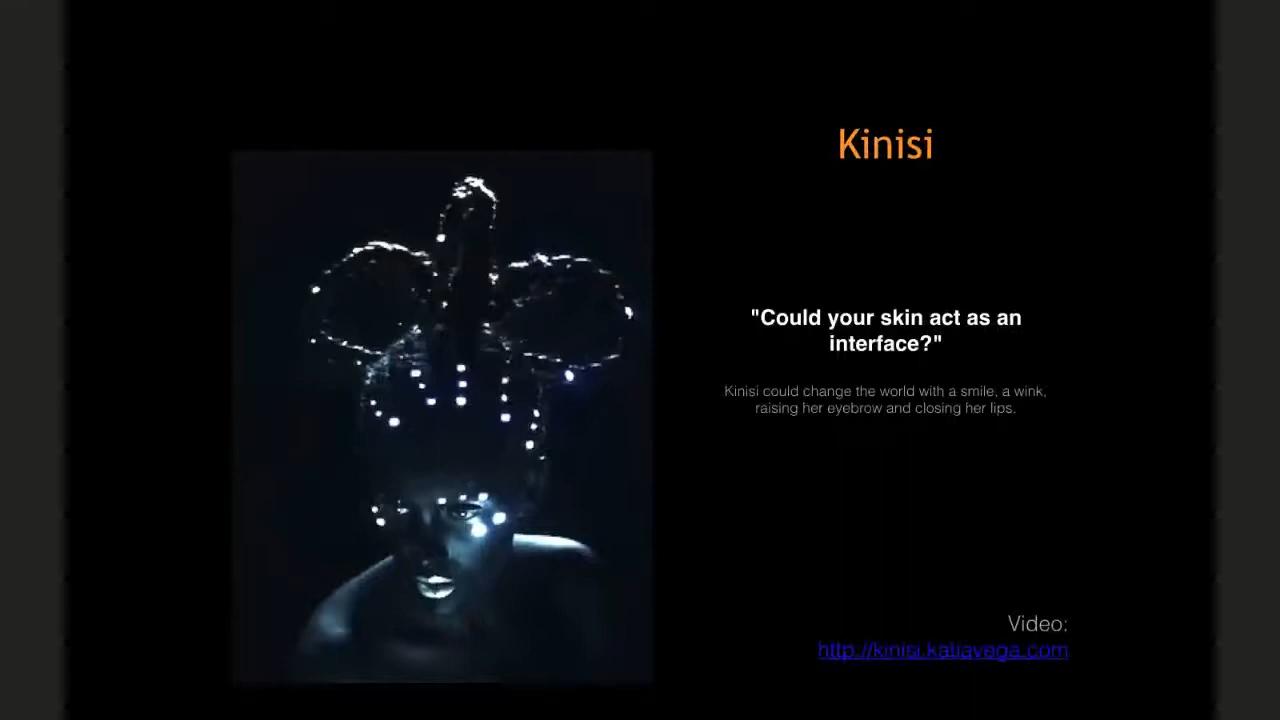 Kinisi
"Could your skin act as an
interface?"
Kinisi could change the world with a smile, a wink,
raising her eyebrow and closing her lips.
Video:
http://kinisi.katiavega.com